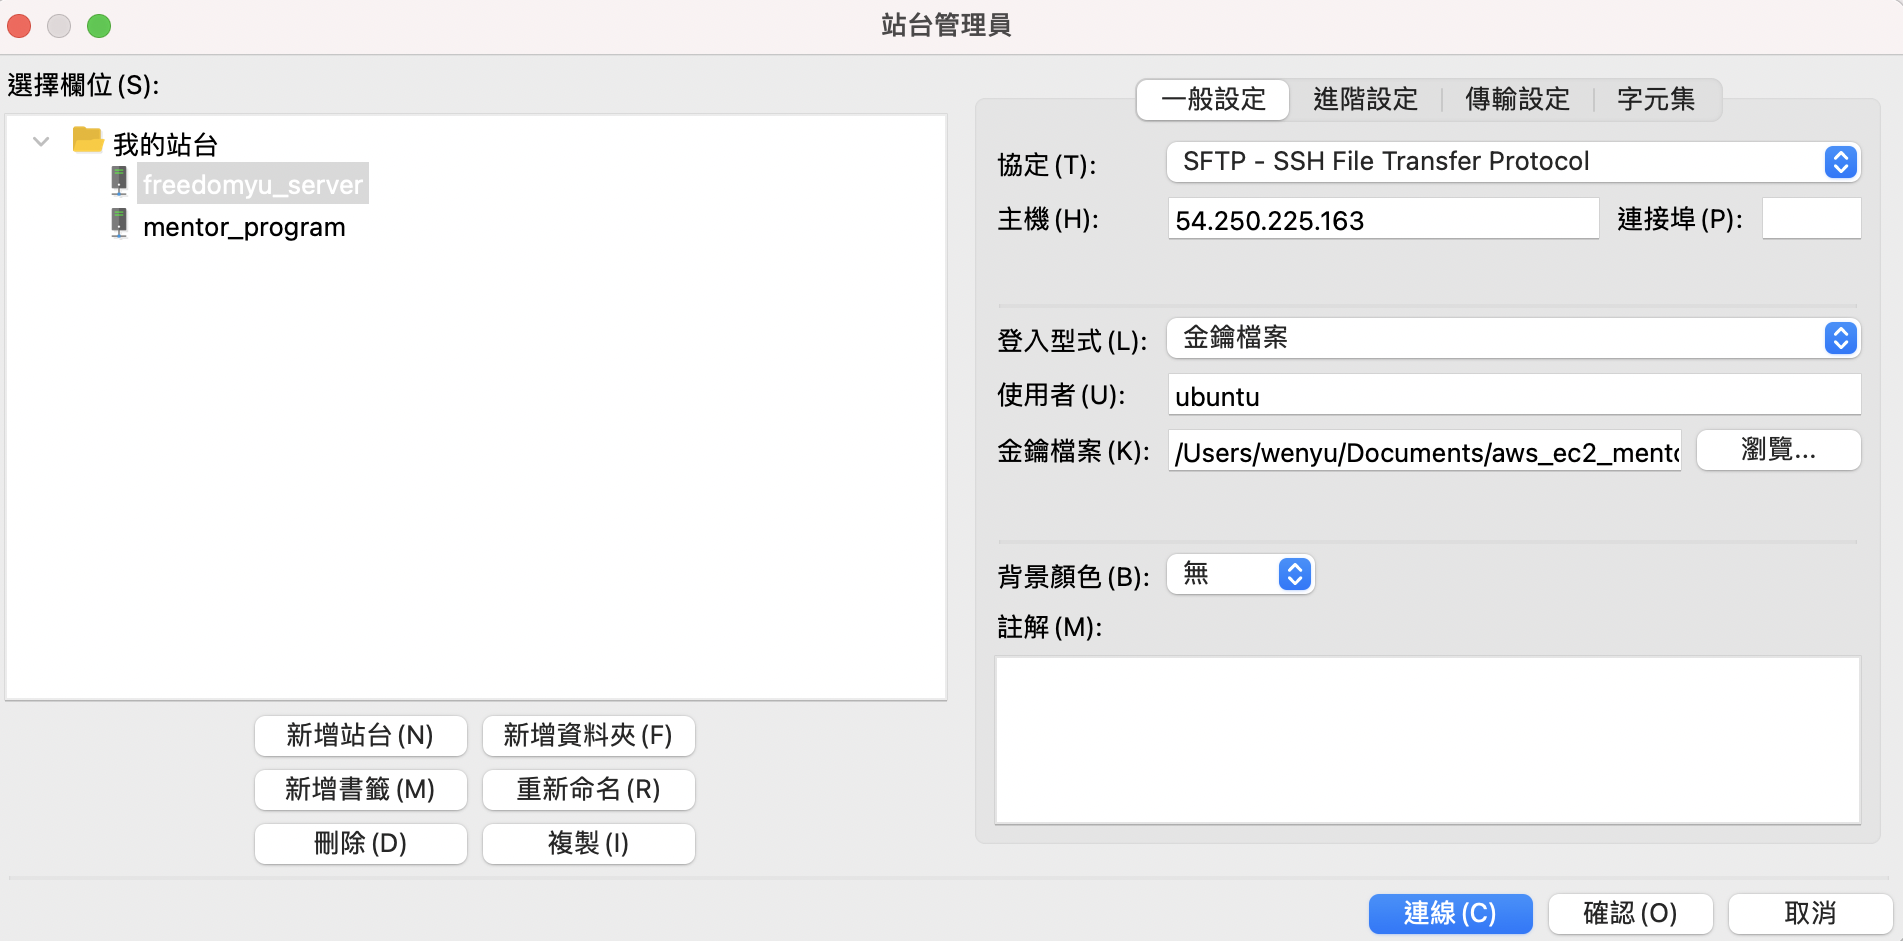 站台管理員
選擇欄位(S):
我的站台
freedomyu_server
mentor_program
新增站台(N) 新增資料夾(F)
新增書籤(M) 重新命名(R)
刪除(D) 複製(I)
一般設定 進階設定 傳輸設定 字元集
協定(T): SFTP - SSH File Transfer Protocol
主機(H): 54.250.225.163 連接埠(P):
登入型式(L): 金鑰檔案
使用者(U): ubuntu
金鑰檔案(K): /Users/wenyu/Documents/aws_ec2_mento 瀏覽...
背景顏色(B): 無
註解(M):
連線(C) 確認(O) 取消